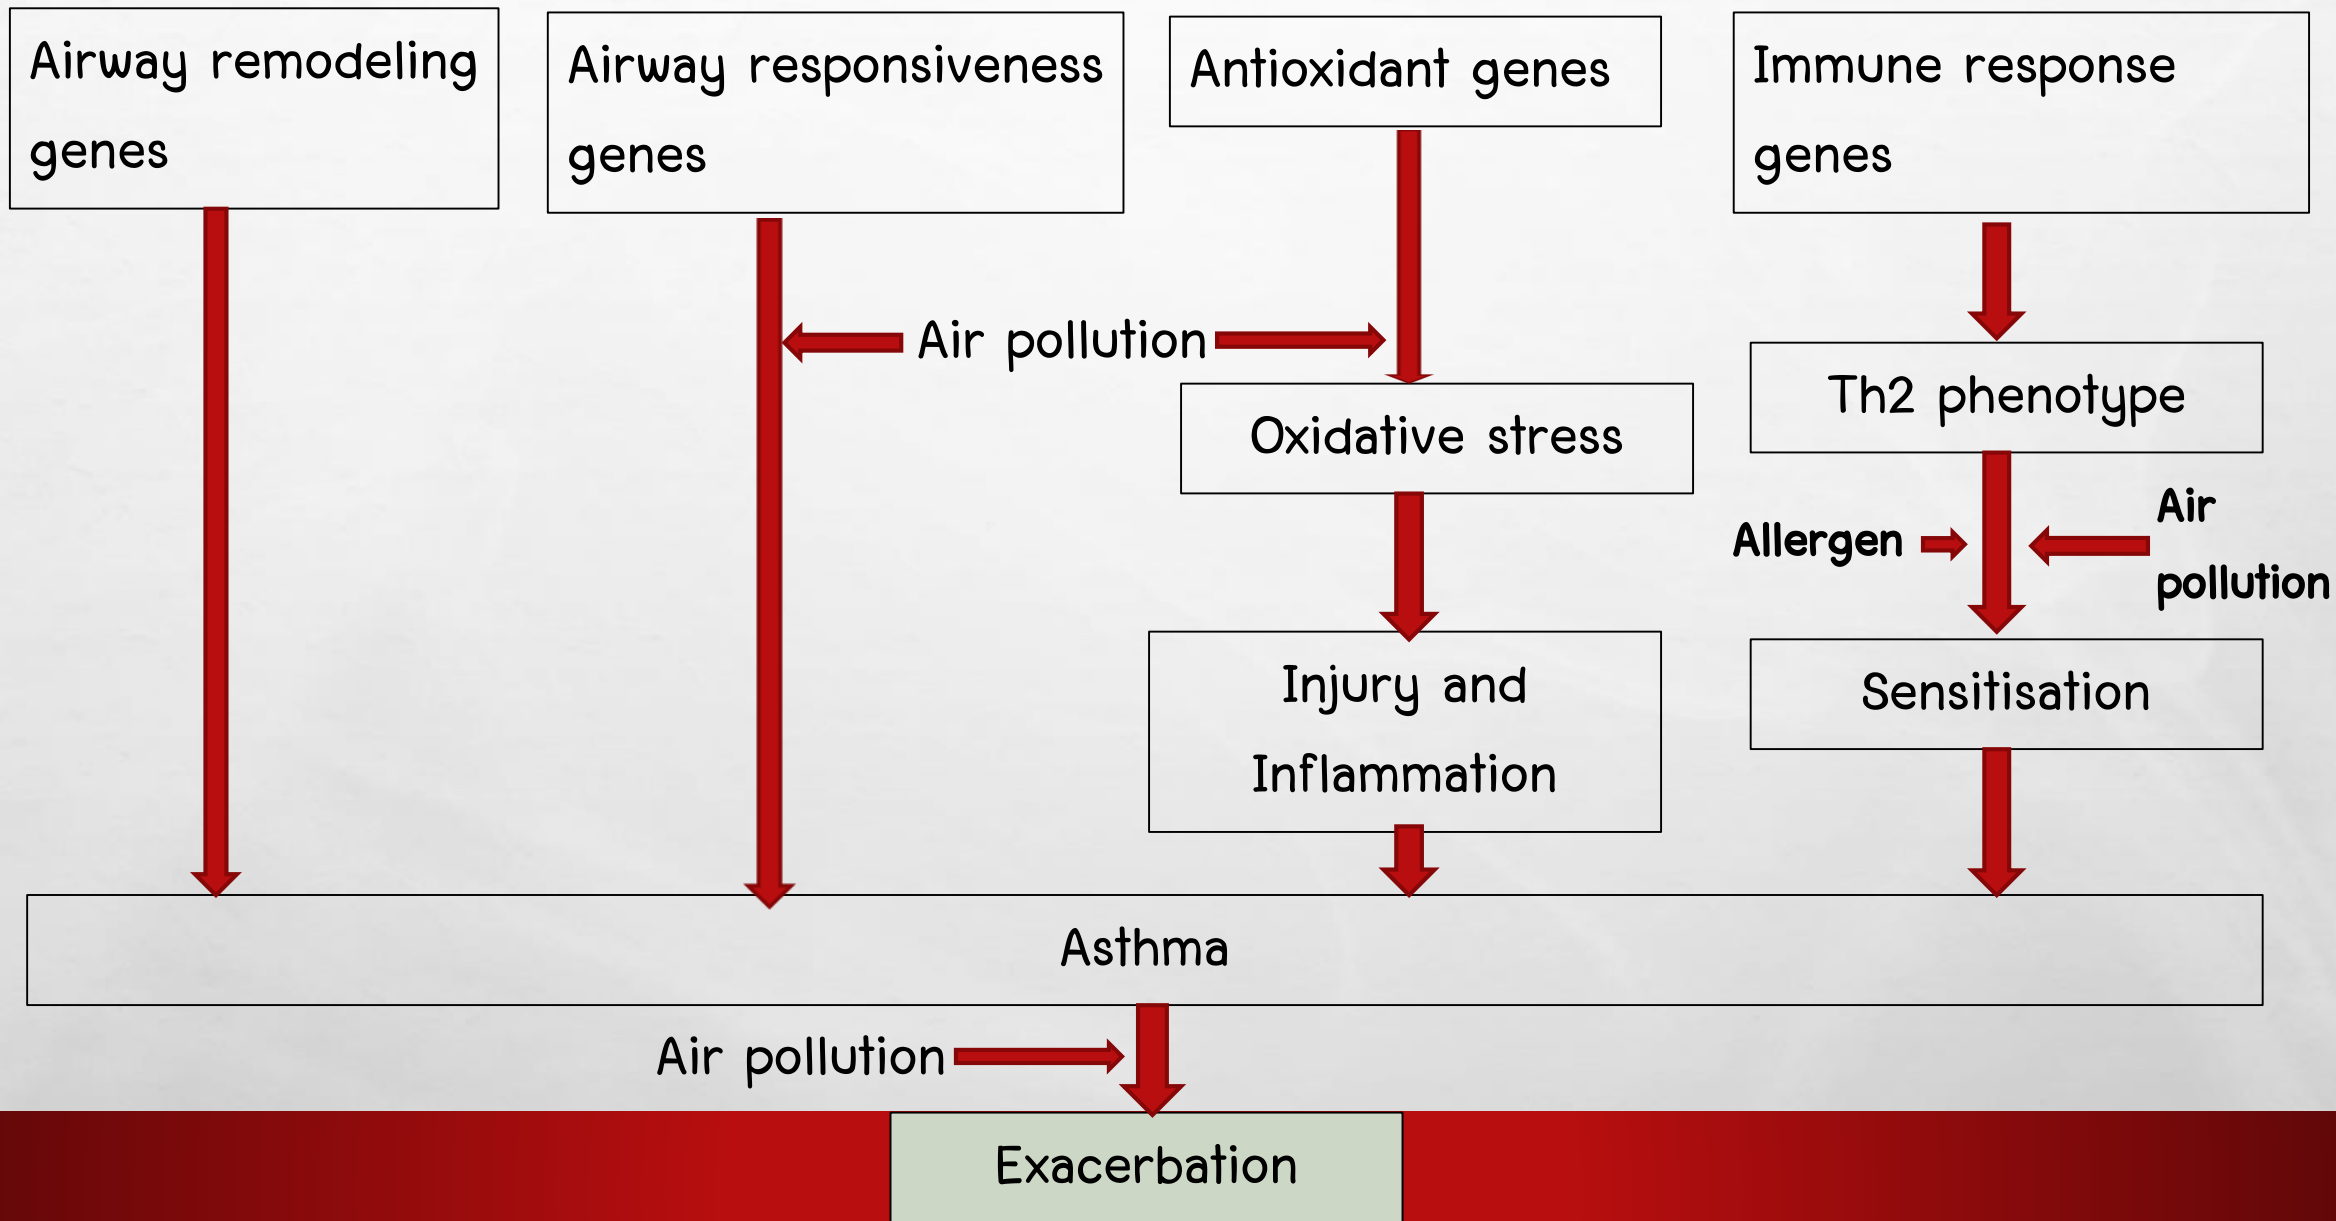 Airway remodeling
genes
Airway responsiveness
genes
Antioxidant genes
Immune response
genes
Air pollution
Oxidative stress
Th2 phenotype
Allergen
Air
pollution
Injury and
Inflammation
Sensitisation
Asthma
Air pollution
Exacerbation